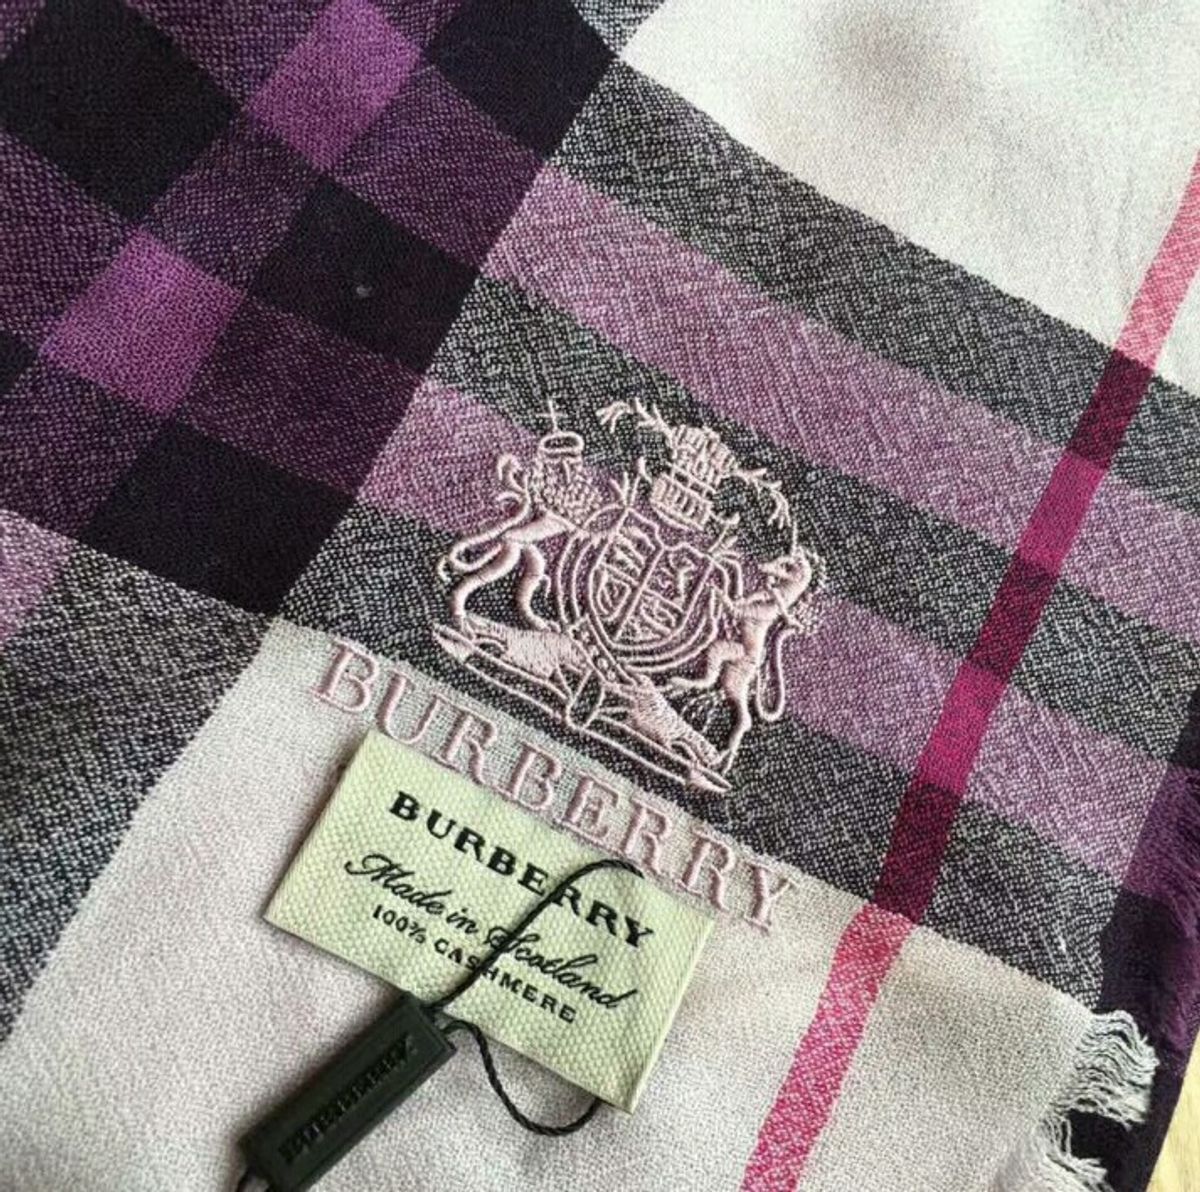 BURBERRY
BURBERRY
Made in Scotland
100% CASHMERE